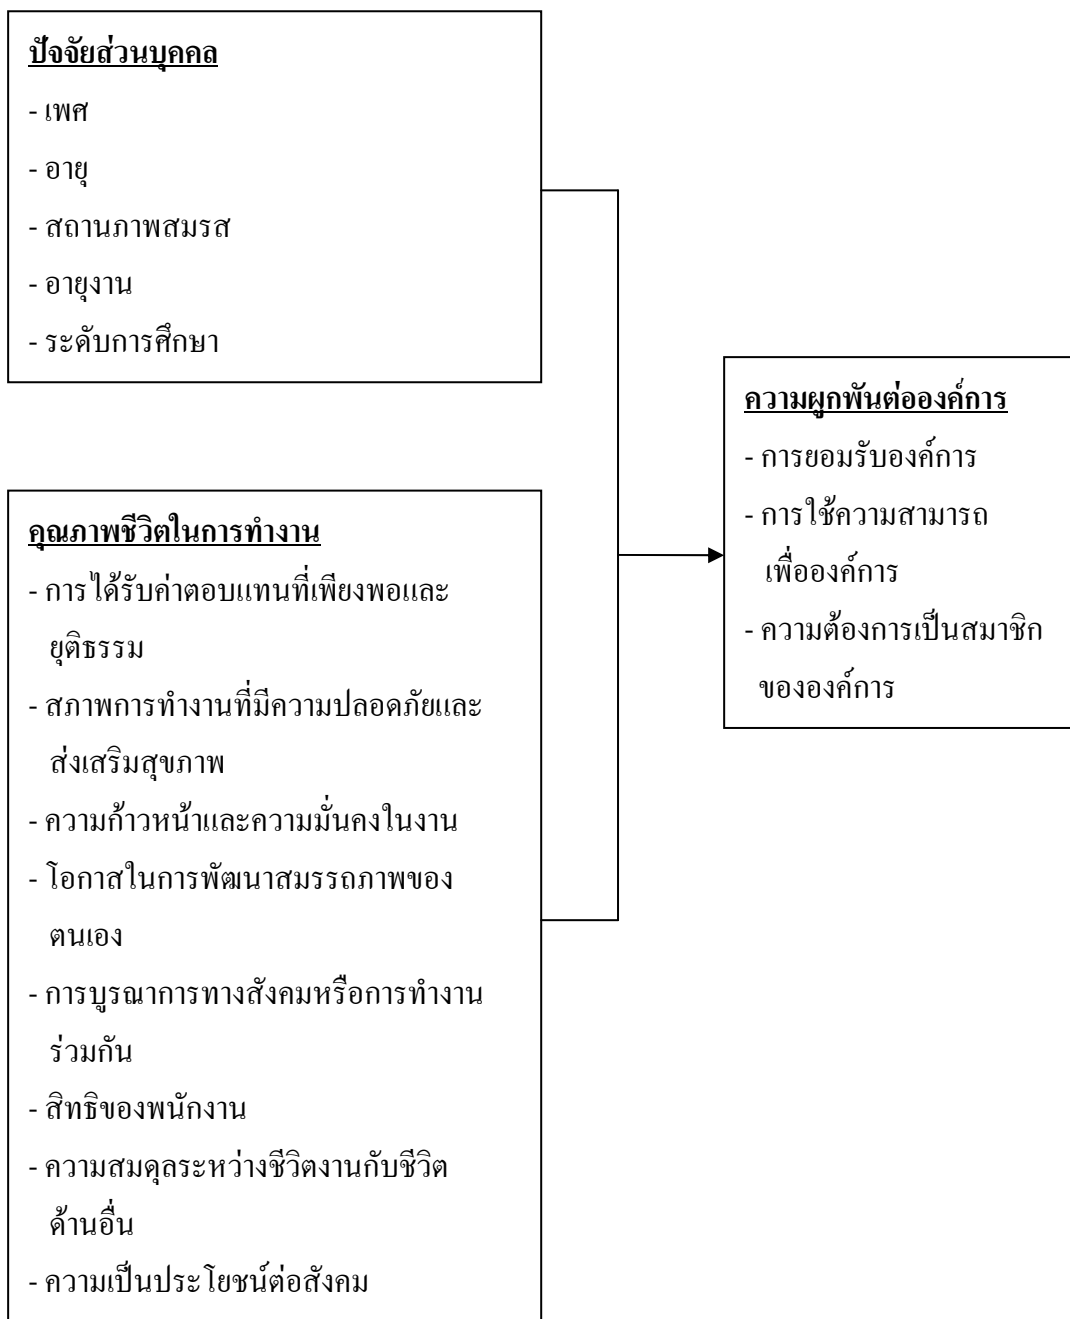 ปัจจัยส่วนบุคคล
- เพศ
- อายุ
- สถานภาพสมรส
- อายุงาน
- ระดับการศึกษา
คุณภาพชีวิตในการทำงาน
- การได้รับค่าตอบแทนที่เพียงพอและ
ยุติธรรม
- สภาพการทำงานที่มีความปลอดภัยและ
ส่งเสริมสุขภาพ
- ความก้าวหน้าและความมั่นคงในงาน
- โอกาสในการพัฒนาสมรรถภาพของ
ตนเอง
- การบูรณาการทางสังคมหรือการทำงาน
ร่วมกัน
- สิทธิของพนักงาน
- ความสมดุลระหว่างชีวิตงานกับชีวิต
ด้านอื่น
- ความเป็นประโยชน์ต่อสังคม
ความผูกพันต่อองค์การ
- การยอมรับองค์การ
- การใช้ความสามารถ
เพื่อองค์การ
- ความต้องการเป็นสมาชิก
ขององค์การ